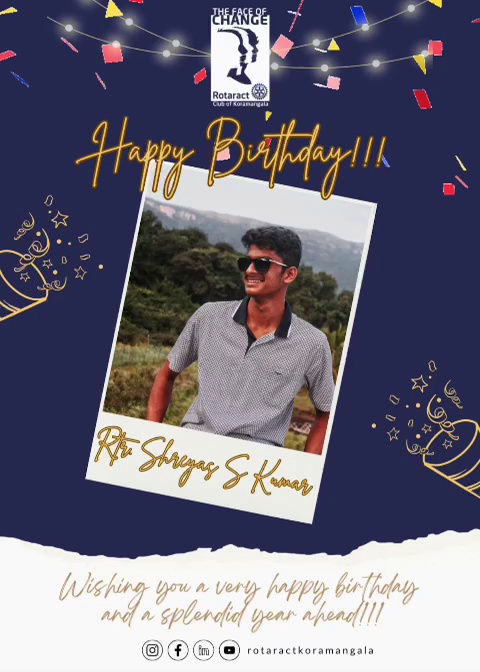 THE FACE OF
CHANGE
Rotaract
Club of Koramangala
Happy Birthday!!!
Rtr. Shreyas S Kumar
Wishing you a very happy birthday
and a splendid year ahead!!!
in
rotaractkoramangala